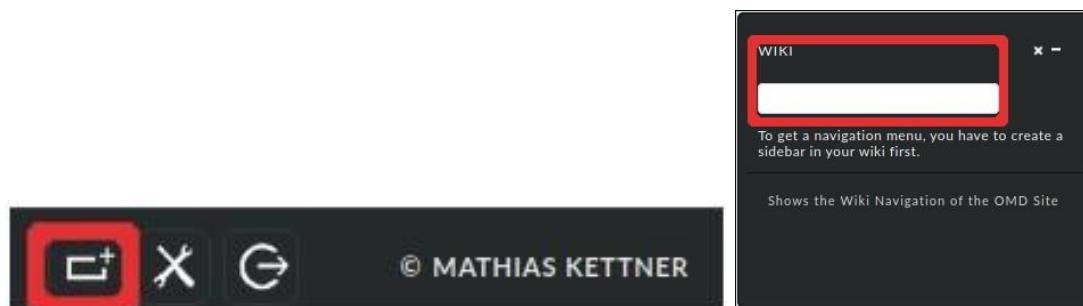 © MATHIAS KETTNER
WIKI
To get a navigation menu, you have to create a
sidebar in your wiki first.
Shows the Wiki Navigation of the OMD Site